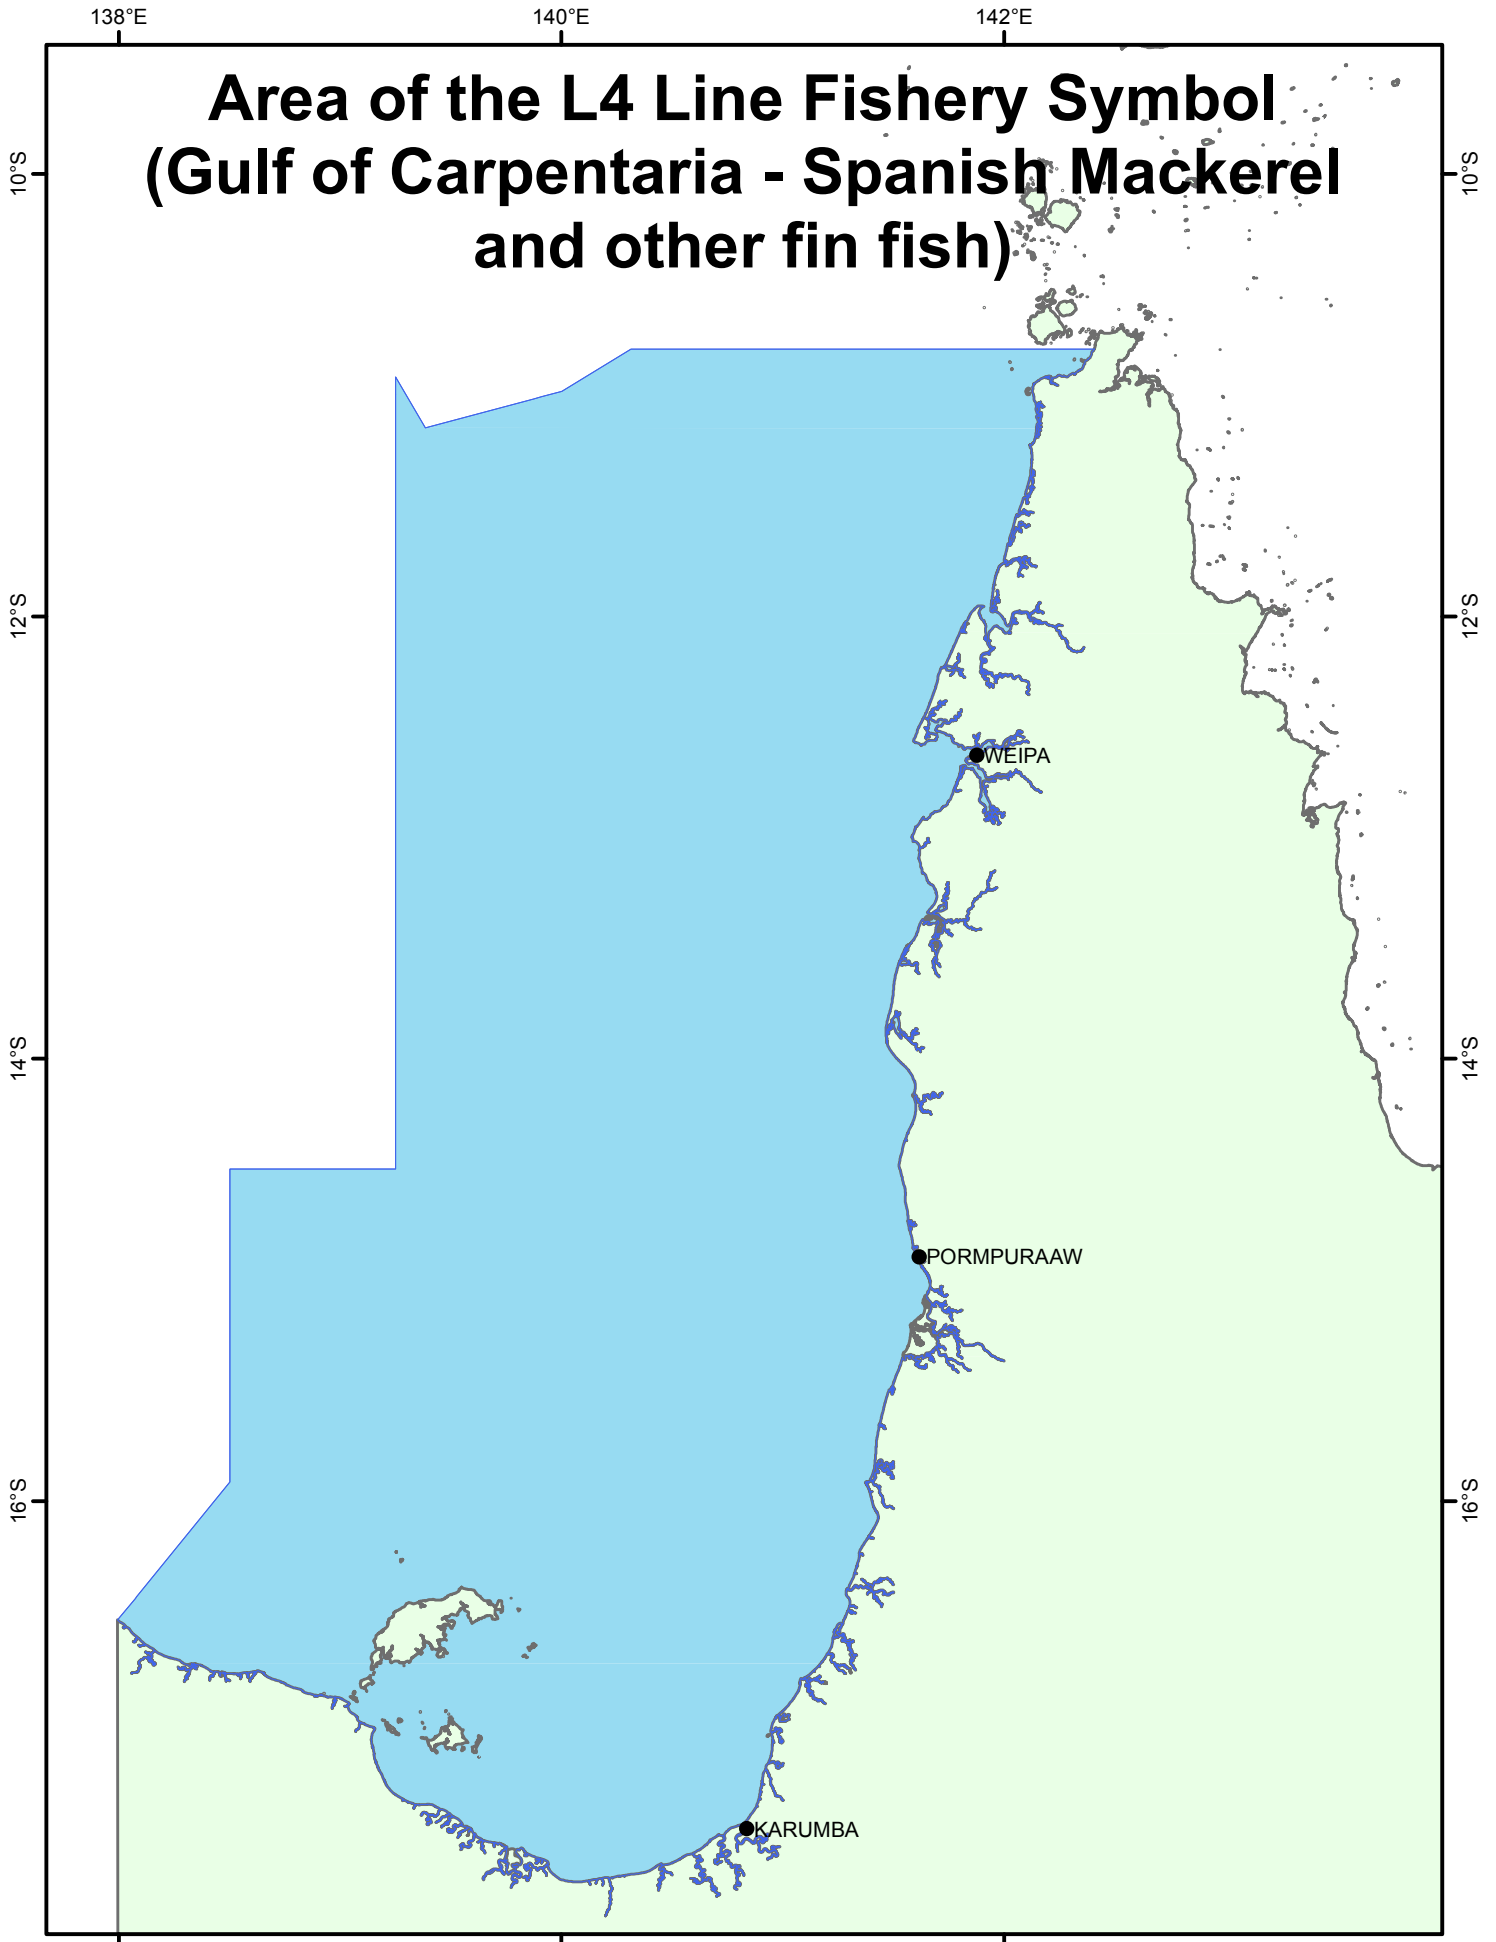 138°E 140°E 142°E
Area of the L4 Line Fishery Symbol
(Gulf of Carpentaria - Spanish Mackerel
and other fin fish)
10°S 10°S
12°S 12°S
WEIPA
14°S 14°S
PORMPURAAW
16°S 16°S
KARUMBA